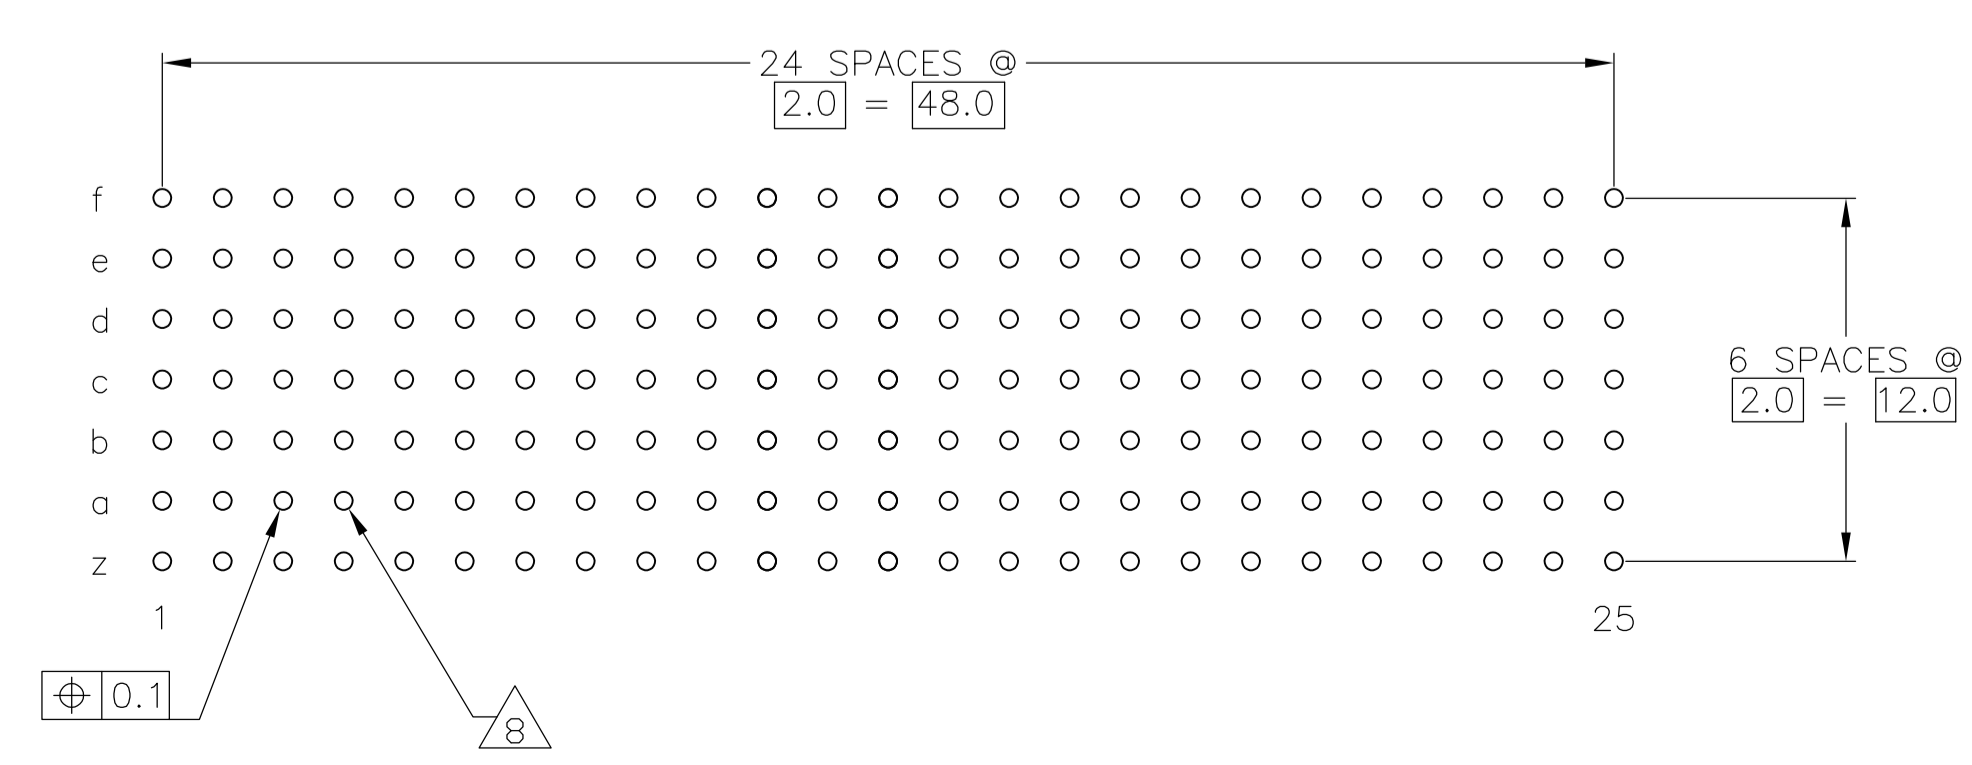 24 SPACES @
2.0 = 48.0
f
e
d
c
b
a
z
6 SPACES @
2.0 = 12.0
1
25
⌖ 0.1
8